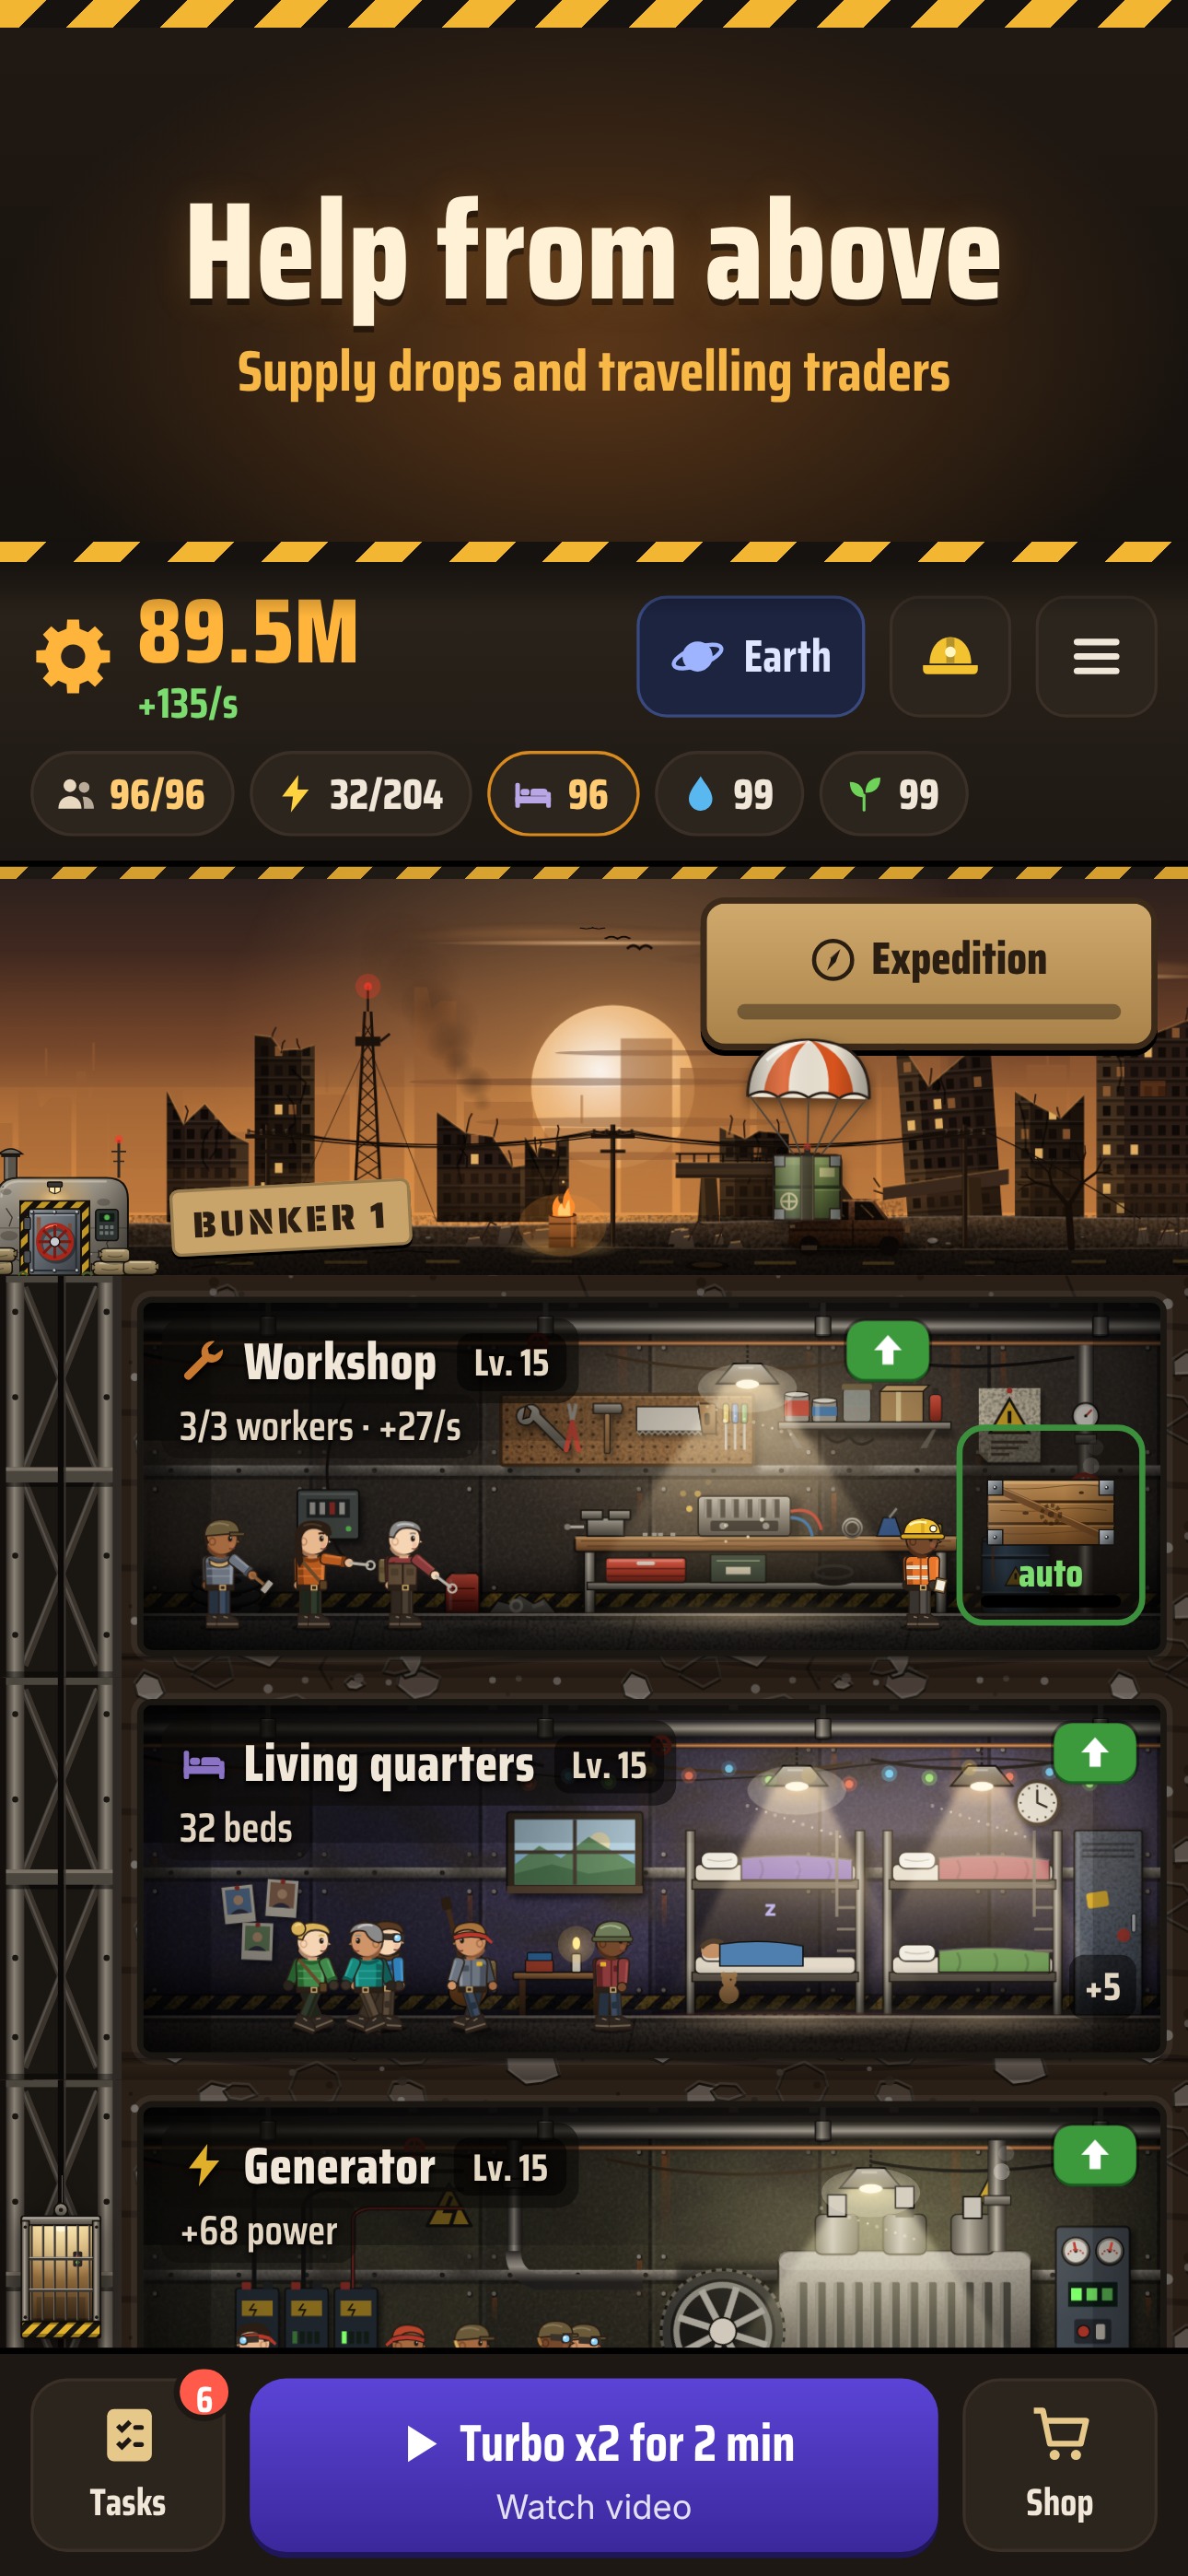 Help from above
Supply drops and travelling traders
89.5M
+135/s
Earth
96/96
32/204
96
99
99
Expedition
BUNKER 1
Workshop
Lv. 15
3/3 workers · +27/s
auto
Living quarters
Lv. 15
32 beds
z
+5
Generator
Lv. 15
+68 power
6
Tasks
Turbo x2 for 2 min
Watch video
Shop